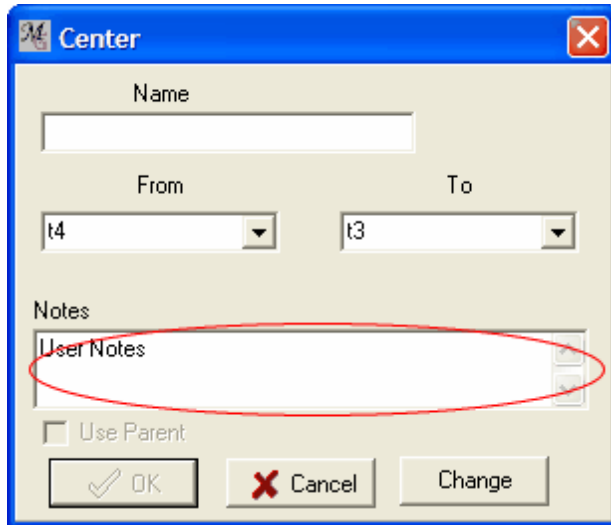 Center
Name
From To
t4 t3
Notes
User Notes
Use Parent
OK Cancel Change